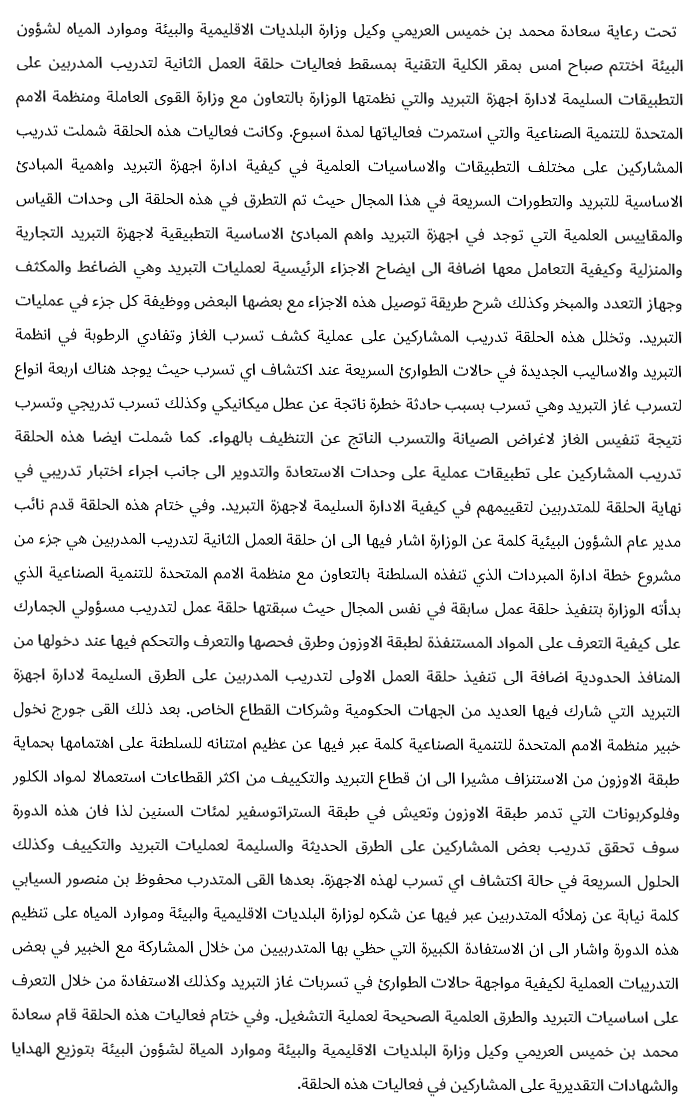 تحت رعاية سعادة محمد بن خميس العريمي وكيل وزارة البلديات الاقليمية والبيئة وموارد المياه لشؤون
البيئة اختتم صباح امس بمقر الكلية التقنية بمسقط فعاليات حلقة العمل الثانية لتدريب المدربين على
التطبيقات السليمة لادارة اجهزة التبريد والتي نظمتها الوزارة بالتعاون مع وزارة القوى العاملة ومنظمة الامم
المتحدة للتنمية الصناعية والتي استمرت فعالياتها لمدة اسبوع. وكانت فعاليات هذه الحلقة شملت تدريب
المشاركين على مختلف التطبيقات والاساسيات العلمية في كيفية ادارة اجهزة التبريد واهمية المبادئ
الاساسية للتبريد والتطورات السريعة في هذا المجال حيث تم التطرق في هذه الحلقة الى وحدات القياس
والمقاييس العلمية التي توجد في اجهزة التبريد واهم المبادئ الاساسية التطبيقية لاجهزة التبريد التجارية
والمنزلية وكيفية التعامل معها اضافة الى ايضاح الاجزاء الرئيسية لعمليات التبريد وهي الضاغط والمكثف
وجهاز التعدد والمبخر وكذلك شرح طريقة توصيل هذه الاجزاء مع بعضها البعض ووظيفة كل جزء في عمليات
التبريد. وتخلل هذه الحلقة تدريب المشاركين على عملية كشف تسرب الغاز وتفادي الرطوبة في انظمة
التبريد والاساليب الجديدة في حالات الطوارئ السريعة عند اكتشاف اي تسرب حيث يوجد هناك اربعة انواع
لتسرب غاز التبريد وهي تسرب بسبب حادثة خطرة ناتجة عن عطل ميكانيكي وكذلك تسرب تدريجي وتسرب
نتيجة تنفيس الغاز لاغراض الصيانة والتسرب الناتج عن التنظيف بالهواء. كما شملت ايضا هذه الحلقة
تدريب المشاركين على تطبيقات عملية على وحدات الاستعادة والتدوير الى جانب اجراء اختبار تدريبي في
نهاية الحلقة للمتدربين لتقييمهم في كيفية الادارة السليمة لاجهزة التبريد. وفي ختام هذه الحلقة قدم نائب
مدير عام الشؤون البيئية كلمة عن الوزارة اشار فيها الى ان حلقة العمل الثانية لتدريب المدربين هي جزء من
مشروع خطة ادارة المبردات الذي تنفذه السلطنة بالتعاون مع منظمة الامم المتحدة للتنمية الصناعية الذي
بدأته الوزارة بتنفيذ حلقة عمل سابقة في نفس المجال حيث سبقتها حلقة عمل لتدريب مسؤولي الجمارك
على كيفية التعرف على المواد المستنفذة لطبقة الاوزون وطرق فحصها والتعرف والتحكم فيها عند دخولها من
المنافذ الحدودية اضافة الى تنفيذ حلقة العمل الاولى لتدريب المدربين على الطرق السليمة لادارة اجهزة
التبريد التي شارك فيها العديد من الجهات الحكومية وشركات القطاع الخاص. بعد ذلك القى جورج نخول
خبير منظمة الامم المتحدة للتنمية الصناعية كلمة عبر فيها عن عظيم امتنانه للسلطنة على اهتمامها بحماية
طبقة الاوزون من الاستنزاف مشيرا الى ان قطاع التبريد والتكييف من اكثر القطاعات استعمالا لمواد الكلور
وفلوكربونات التي تدمر طبقة الاوزون وتعيش في طبقة الستراتوسفير لمئات السنين لذا فان هذه الدورة
سوف تحقق تدريب بعض المشاركين على الطرق الحديثة والسليمة لعمليات التبريد والتكييف وكذلك
الحلول السريعة في حالة اكتشاف اي تسرب لهذه الاجهزة. بعدها القى المتدرب محفوظ بن منصور السيابي
كلمة نيابة عن زملائه المتدربين عبر فيها عن شكره لوزارة البلديات الاقليمية والبيئة وموارد المياه على تنظيم
هذه الدورة واشار الى ان الاستفادة الكبيرة التي حظي بها المتدربيين من خلال المشاركة مع الخبير في بعض
التدريبات العملية لكيفية مواجهة حالات الطوارئ في تسربات غاز التبريد وكذلك الاستفادة من خلال التعرف
على اساسيات التبريد والطرق العلمية الصحيحة لعملية التشغيل. وفي ختام فعاليات هذه الحلقة قام سعادة
محمد بن خميس العريمي وكيل وزارة البلديات الاقليمية والبيئة وموارد المياة لشؤون البيئة بتوزيع الهدايا
والشهادات التقديرية على المشاركين في فعاليات هذه الحلقة.